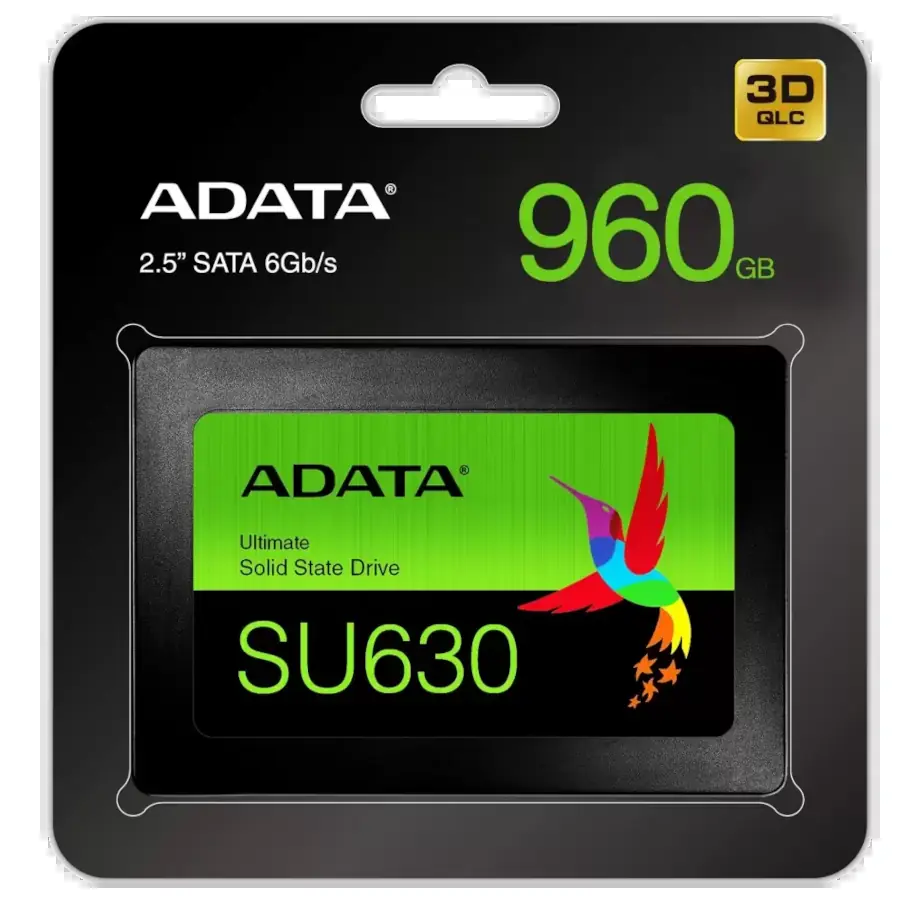 3D
QLC
ADATA®
960GB
2.5” SATA 6Gb/s
ADATA®
Ultimate
Solid State Drive
SU630